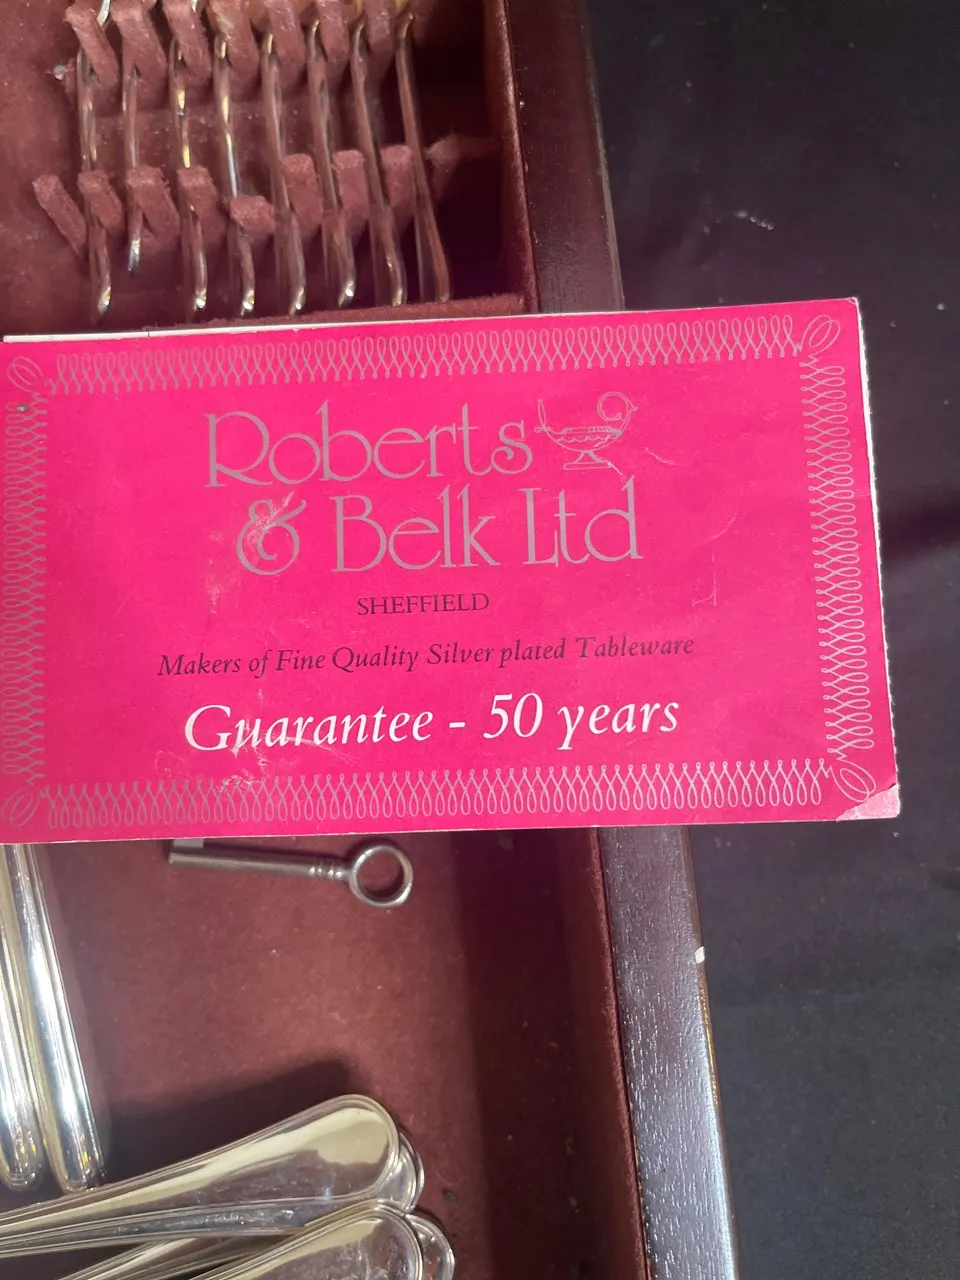 Roberts
& Belk Ltd
SHEFFIELD
Makers of Fine Quality Silver plated Tableware
Guarantee - 50 years